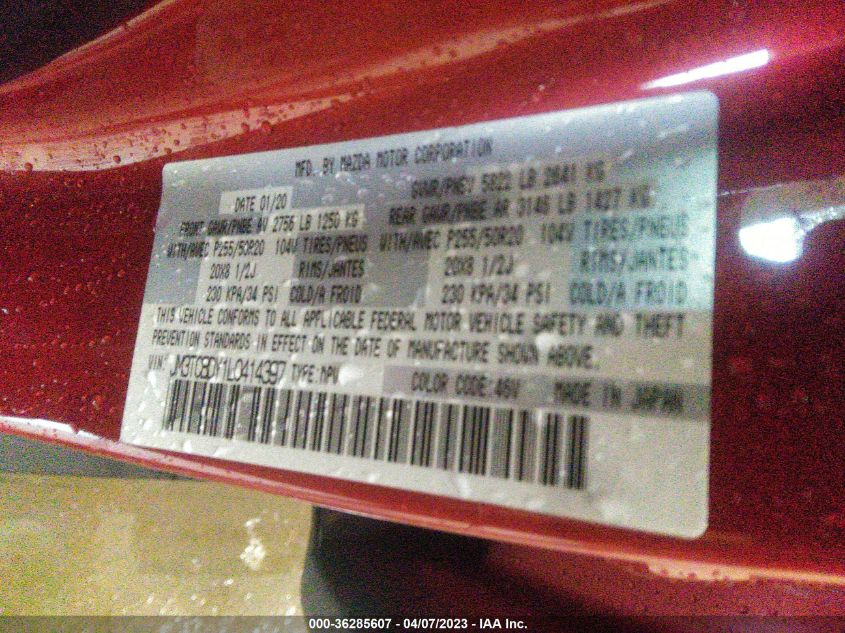 MFD. BY MAZDA MOTOR CORPORATION
DATE 01/20 GVWR/PNBV 5822 LB 2641 KG
FRONT GAWR/PNBE AV 2756 LB 1250 KG REAR GAWR/PNBE AR 3146 LB 1427 KG
WITH/AVEC P255/50R20 104V TIRES/PNEUS WITH/AVEC P255/50R20 104V TIRES/PNEUS
20X8 1/2J RIMS/JANTES 20X8 1/2J RIMS/JANTES
230 KPA/34 PSI COLD/A FROID 230 KPA/34 PSI COLD/A FROID
THIS VEHICLE CONFORMS TO ALL APPLICABLE FEDERAL MOTOR VEHICLE SAFETY AND THEFT
PREVENTION STANDARDS IN EFFECT ON THE DATE OF MANUFACTURE SHOWN ABOVE.
VIN: JM3TCBDY1L0414397 TYPE:MPV COLOR CODE:46V MADE IN JAPAN
000-36285607 - 04/07/2023 - IAA Inc.